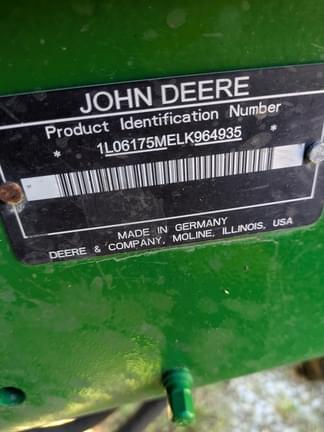 JOHN DEERE
Product Identification Number
* 1L06175MELK964935 *
MADE IN GERMANY
DEERE & COMPANY, MOLINE, ILLINOIS, USA